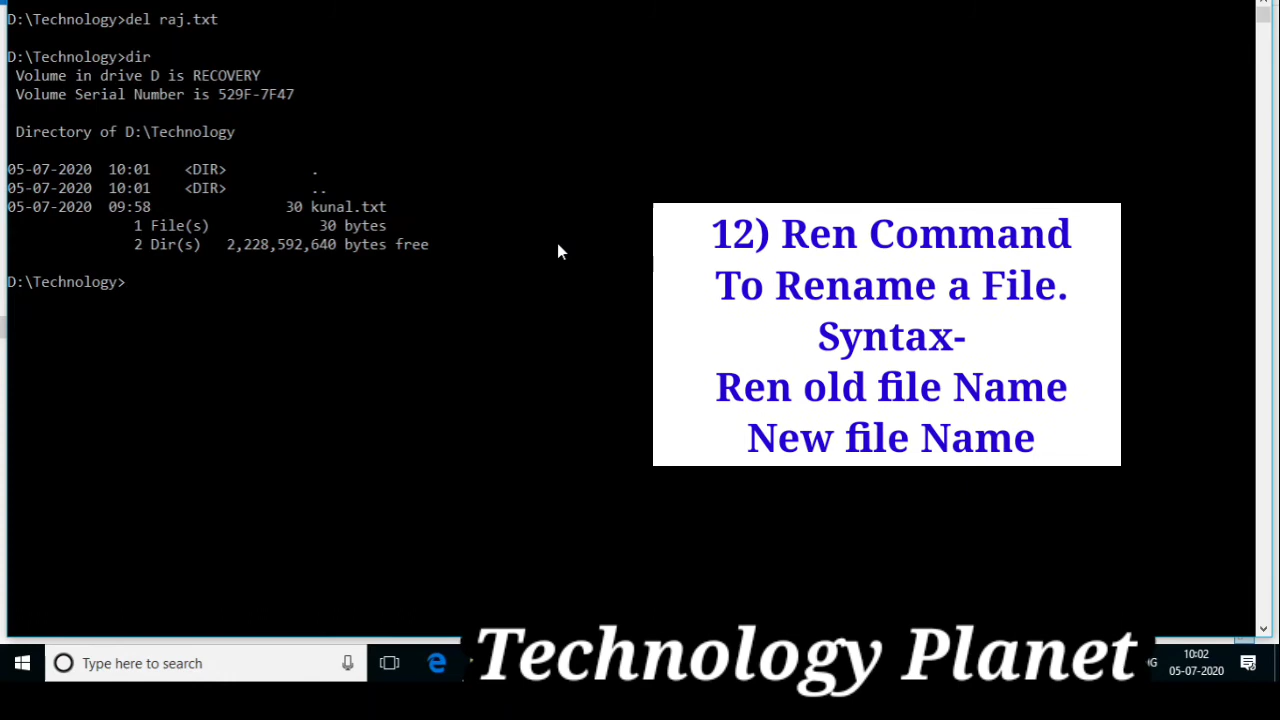 D:\Technology>del raj.txt
D:\Technology>dir
Volume in drive D is RECOVERY
Volume Serial Number is 529F-7F47
Directory of D:\Technology
05-07-2020 10:01 <DIR> .
05-07-2020 10:01 <DIR> ..
05-07-2020 09:58 30 kunal.txt
1 File(s) 30 bytes
2 Dir(s) 2,228,592,640 bytes free
D:\Technology>
12) Ren Command
To Rename a File.
Syntax-
Ren old file Name
New file Name
Type here to search
Technology Planet
10:02
05-07-2020